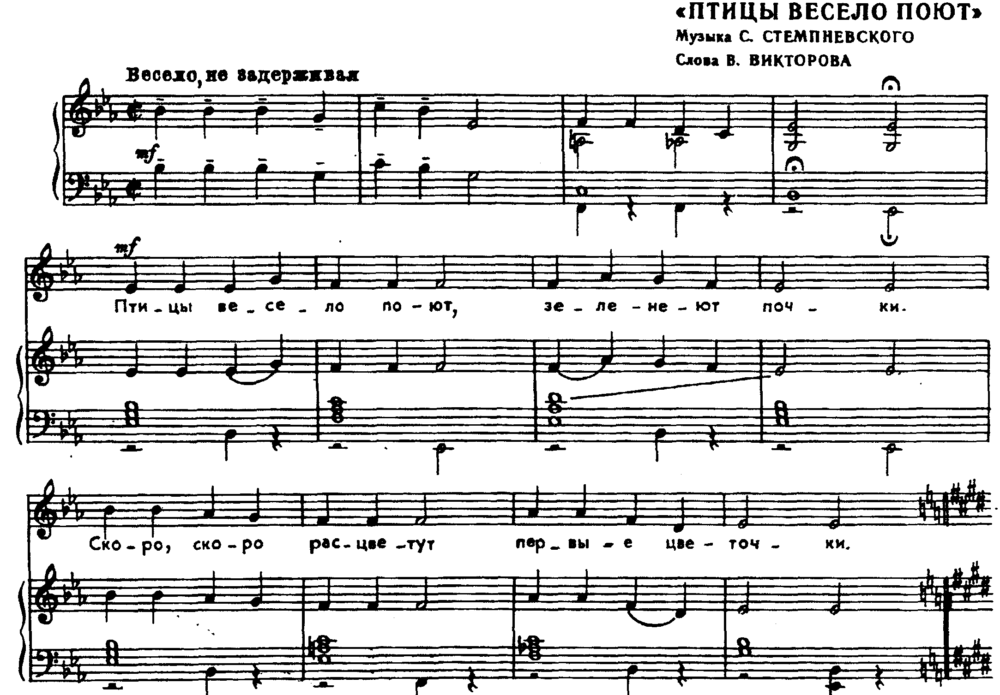 «ПТИЦЫ ВЕСЕЛО ПОЮТ»
Музыка С. СТЕМПНЕВСКОГО
Слова В. ВИКТОРОВА
Весело, не задерживая
mf
mf
Пти - цы ве - се - ло по - ют, зе - ле - не - ют поч - ки.
Ско - ро, ско - ро рас - цве - тут пер - вы - е цве - точ - ки.